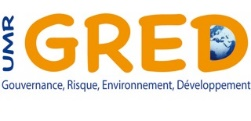 UMR
GRED
Gouvernance, Risque, Environnement, Développement